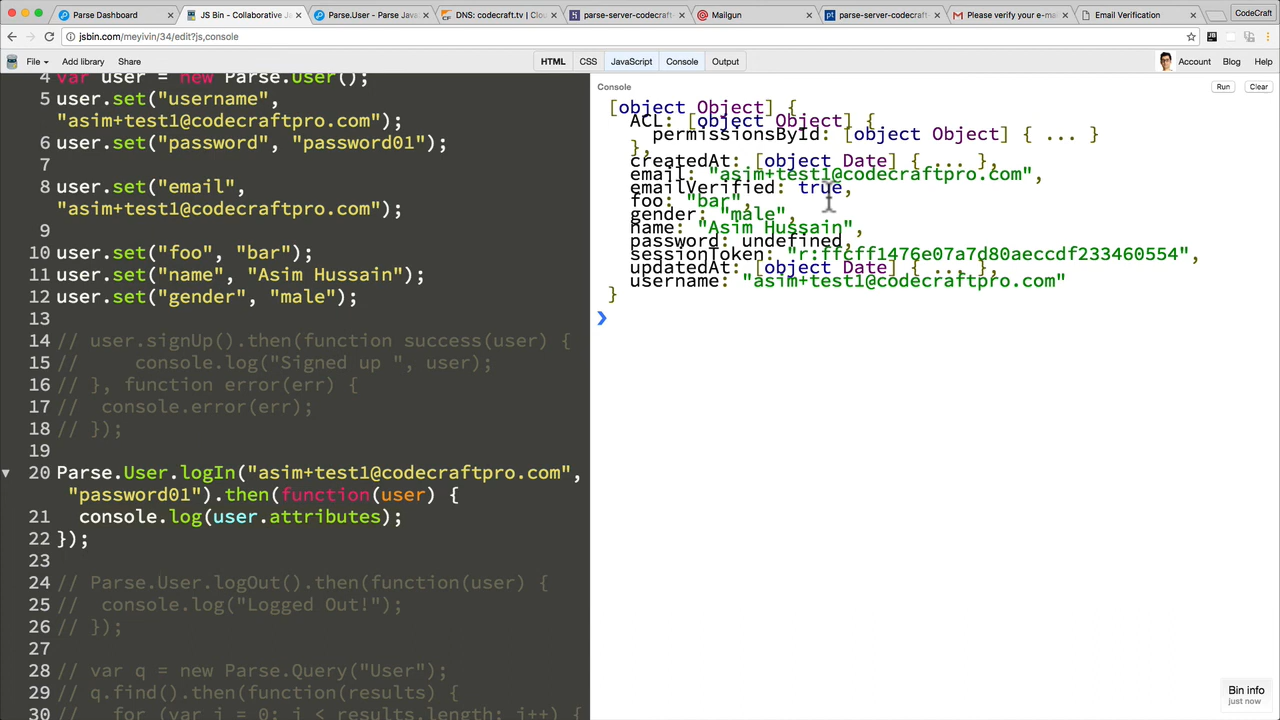 Parse Dashboard
JS Bin - Collaborative J
Parse.User - Parse Java
DNS: codecraft.tv | Clou
parse-server-codecraft
Mailgun
parse-server-codecraft
Please verify your e-ma
Email Verification
CodeCraft
jsbin.com/meyivin/34/edit?js,console
File Add library Share
HTML CSS JavaScript Console Output
Account Blog Help
4 var user = new Parse.User();
5 user.set("username",
"asim+test1@codecraftpro.com");
6 user.set("password", "password01");
7
8 user.set("email",
"asim+test1@codecraftpro.com");
9
10 user.set("foo", "bar");
11 user.set("name", "Asim Hussain");
12 user.set("gender", "male");
13
14 // user.signUp().then(function success(user) {
15 //     console.log("Signed up ", user);
16 // }, function error(err) {
17 //  console.error(err);
18 // });
19
20 Parse.User.logIn("asim+test1@codecraftpro.com",
"password01").then(function(user) {
21   console.log(user.attributes);
22 });
23
24 // Parse.User.logOut().then(function(user) {
25 //  console.log("Logged Out!");
26 // });
27
28 // var q = new Parse.Query("User");
29 // q.find().then(function(results) {
30 //   for (var i = 0; i < results.length; i++) {
Console
Run Clear
[object Object] {
  ACL: [object Object] {
    permissionsById: [object Object] { ... }
  },
  createdAt: [object Date] { ... },
  email: "asim+test1@codecraftpro.com",
  emailVerified: true,
  foo: "bar",
  gender: "male",
  name: "Asim Hussain",
  password: undefined,
  sessionToken: "r:ffcff1476e07a7d80aeccdf233460554",
  updatedAt: [object Date] { ... },
  username: "asim+test1@codecraftpro.com"
}
Bin info
just now